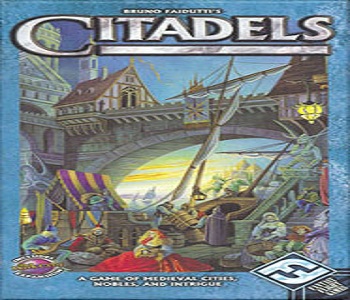 BRUNO FAIDUTTI'S
CITADELS
A GAME OF MEDIEVAL CITIES,
NOBLES, AND INTRIGUE